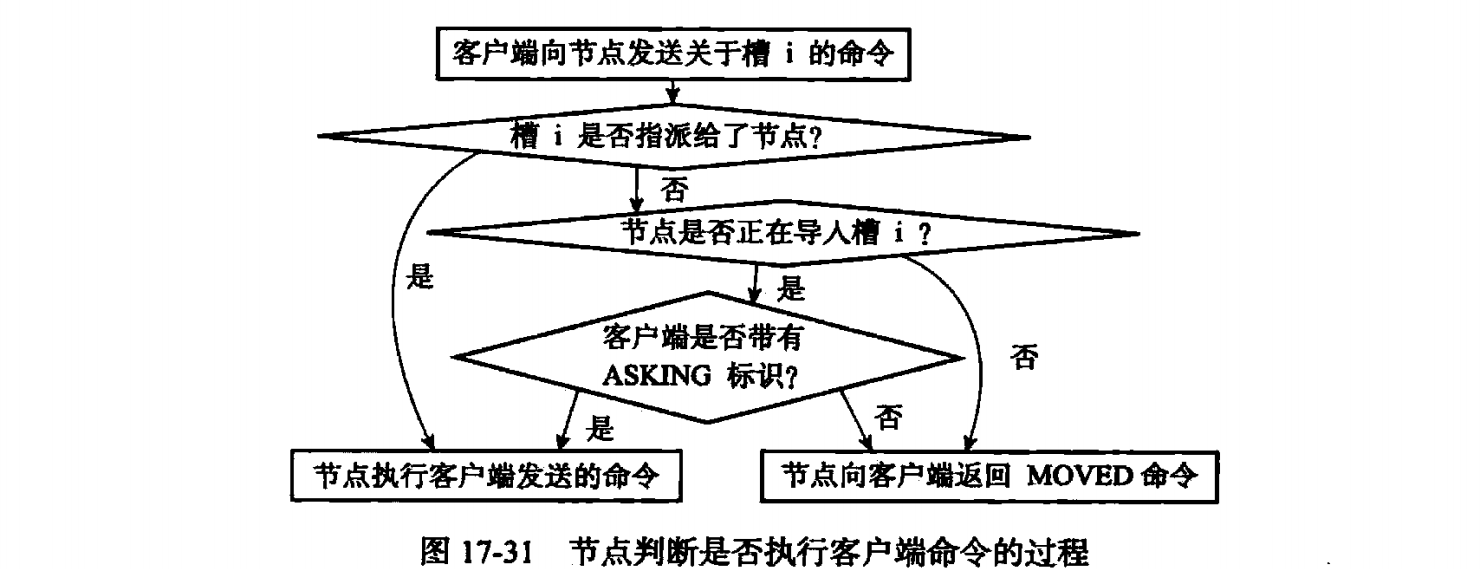 客户端向节点发送关于槽 i 的命令
槽 i 是否指派给了节点?
否
节点是否正在导入槽 i ?
是
是
客户端是否带有
ASKING 标识?
否
是
否
节点执行客户端发送的命令
节点向客户端返回 MOVED 命令
图 17-31 节点判断是否执行客户端命令的过程